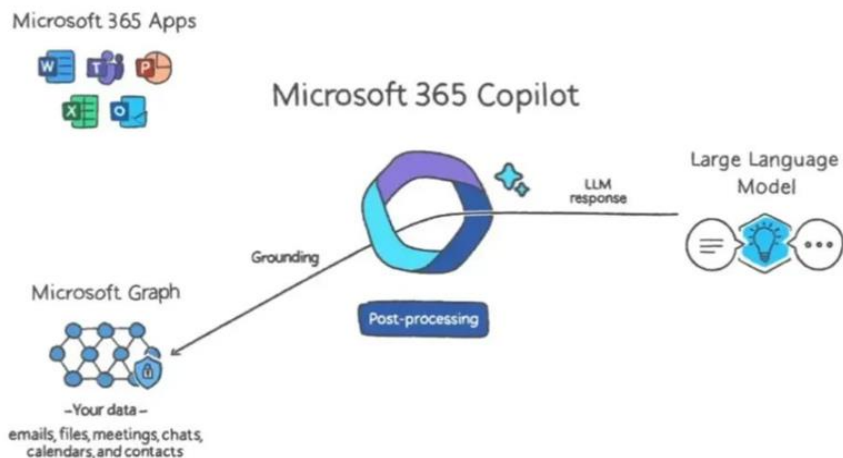 Microsoft 365 Apps
W
T
P
X
O
Microsoft 365 Copilot
Large Language
Model
LLM
response
Grounding
Microsoft Graph
Post-processing
-Your data-
emails, files, meetings, chats,
calendars, and contacts